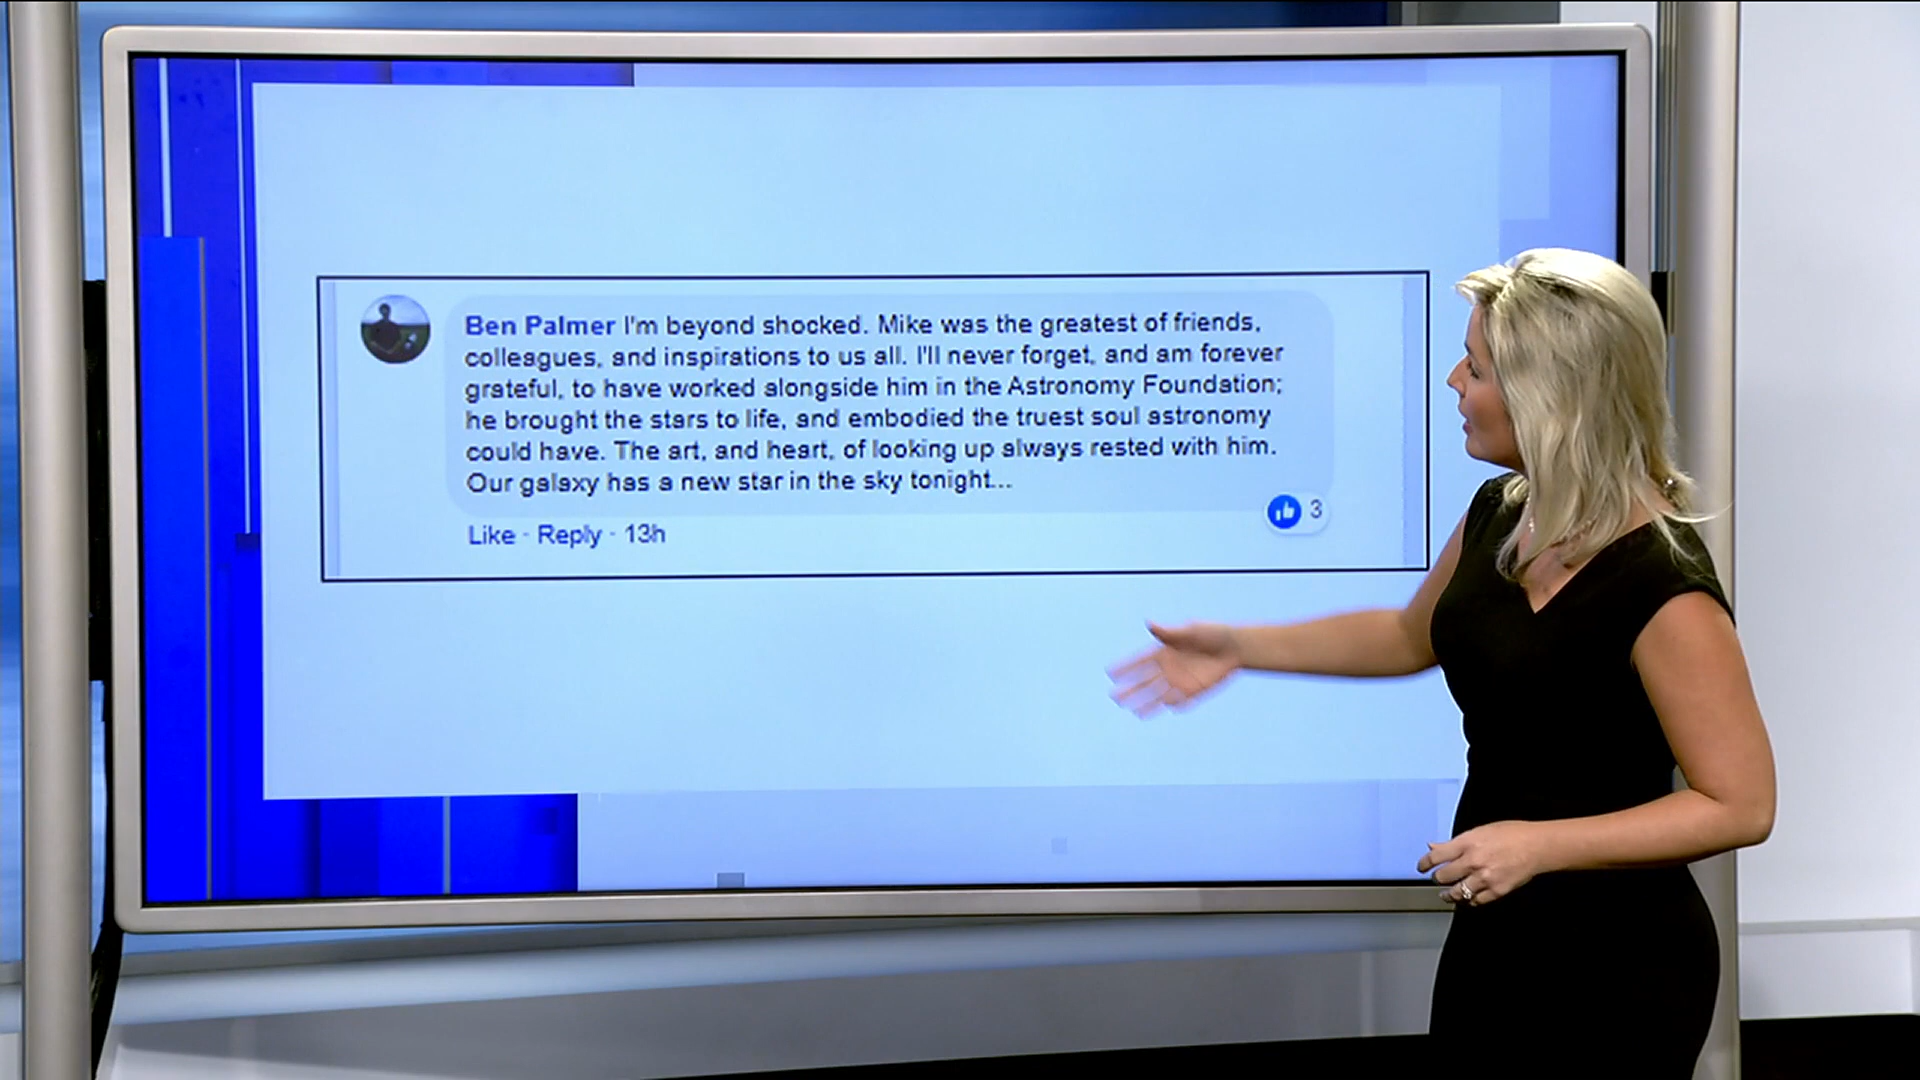 Ben Palmer I'm beyond shocked. Mike was the greatest of friends,
colleagues, and inspirations to us all. I'll never forget, and am forever
grateful, to have worked alongside him in the Astronomy Foundation;
he brought the stars to life, and embodied the truest soul astronomy
could have. The art, and heart, of looking up always rested with him.
Our galaxy has a new star in the sky tonight...
3
Like · Reply · 13h